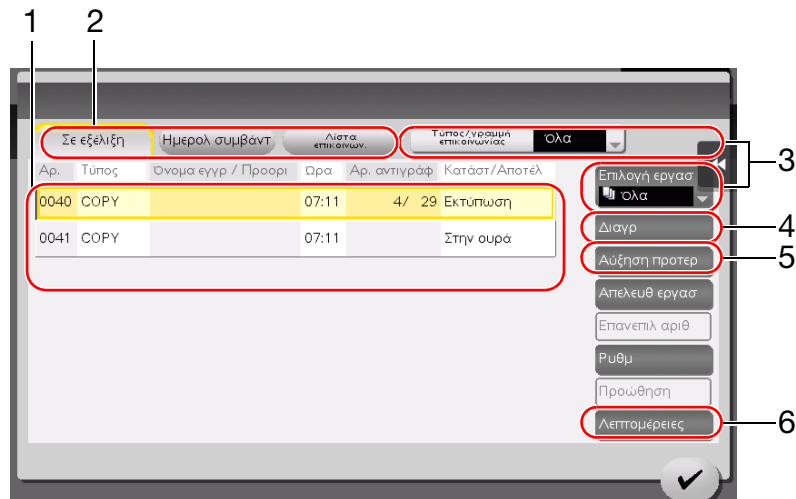 1
2
Σε εξέλιξη Ημερολ συμβάντ Λίστα επικοινων. Τύπος/γραμμή επικοινωνίας Όλα
Αρ. Τύπος Όνομα εγγρ / Προορι Ώρα Αρ. αντιγράφ Κατάστ/Αποτέλ
0040 COPY 07:11 4/ 29 Εκτύπωση
0041 COPY 07:11 Στην ουρά
Επιλογή εργασ
Όλα
3
Διαγρ
4
Αύξηση προτερ
5
Απελευθ εργασ
Επανεπιλ αριθ
Ρυθμ
Προώθηση
Λεπτομέρειες
6